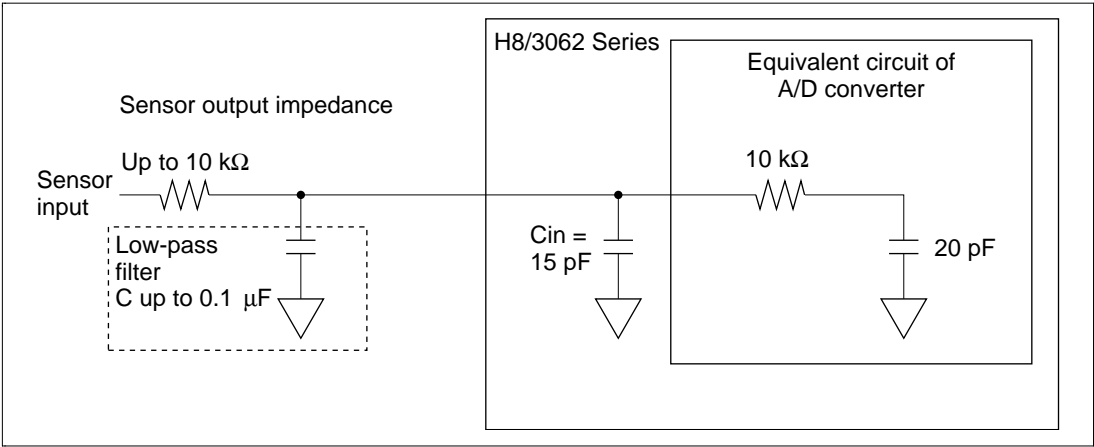 H8/3062 Series
Equivalent circuit of
A/D converter
Sensor output impedance
Up to 10 kΩ
10 kΩ
Sensor
input
Low-pass
filter
C up to 0.1 μF
Cin =
15 pF
20 pF